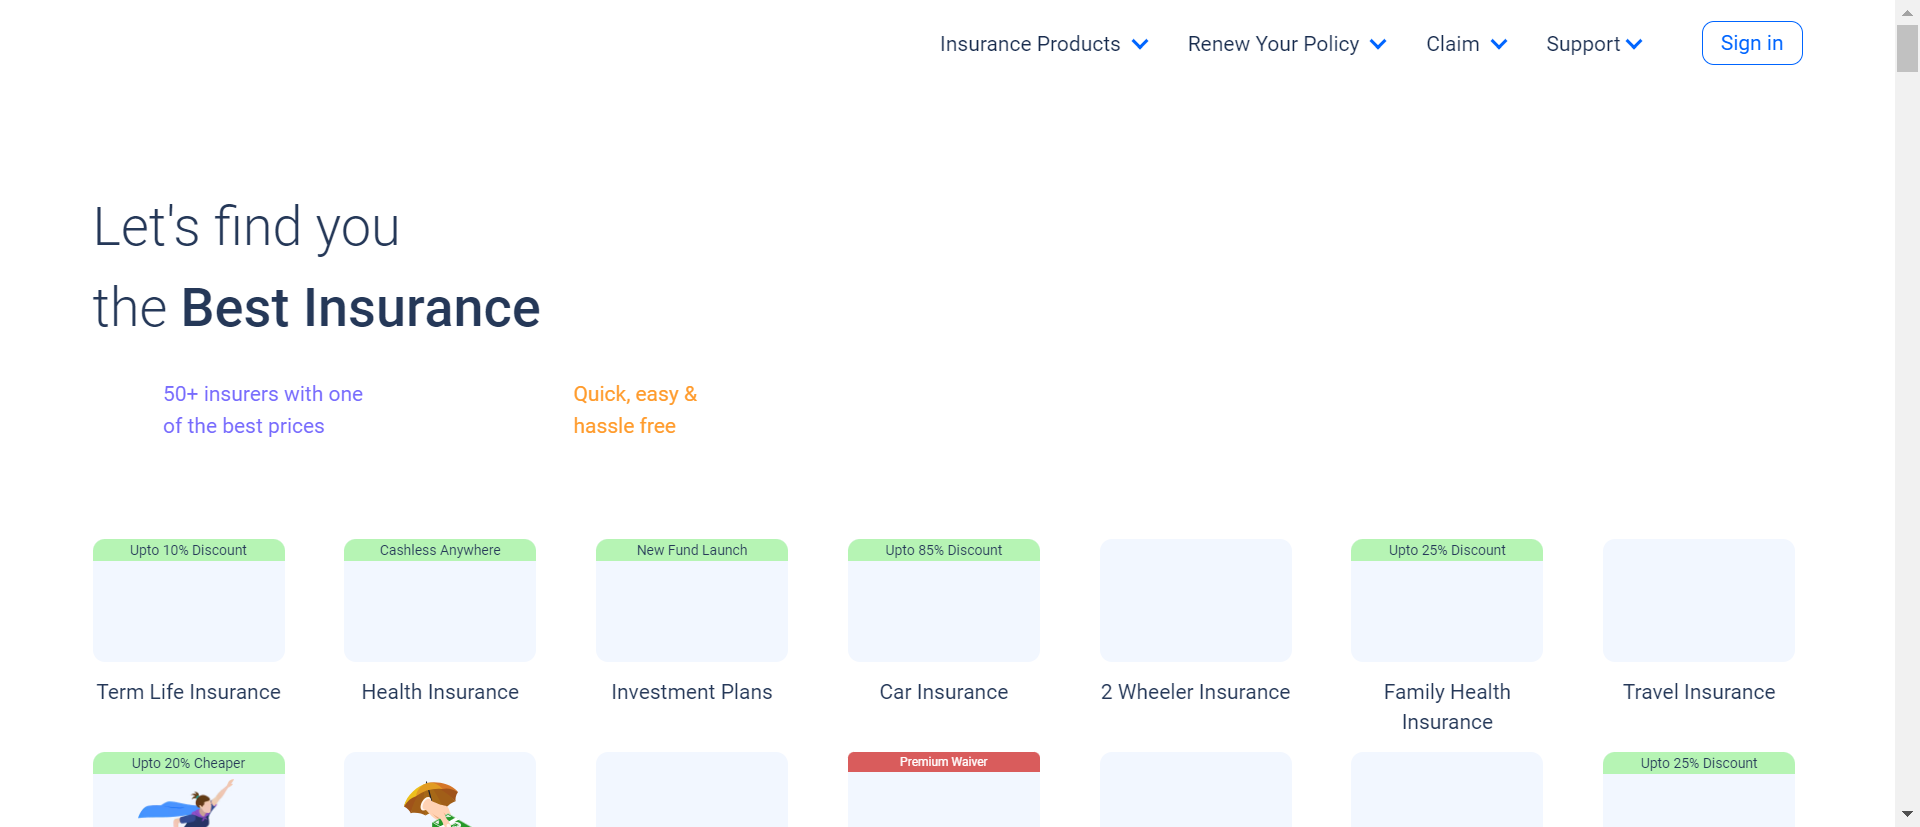 Insurance Products Renew Your Policy Claim Support Sign in
Let's find you
the Best Insurance
50+ insurers with one
of the best prices
Quick, easy &
hassle free
Upto 10% Discount
Term Life Insurance
Cashless Anywhere
Health Insurance
New Fund Launch
Investment Plans
Upto 85% Discount
Car Insurance
2 Wheeler Insurance
Upto 25% Discount
Family Health
Insurance
Travel Insurance
Upto 20% Cheaper
Premium Waiver
Upto 25% Discount